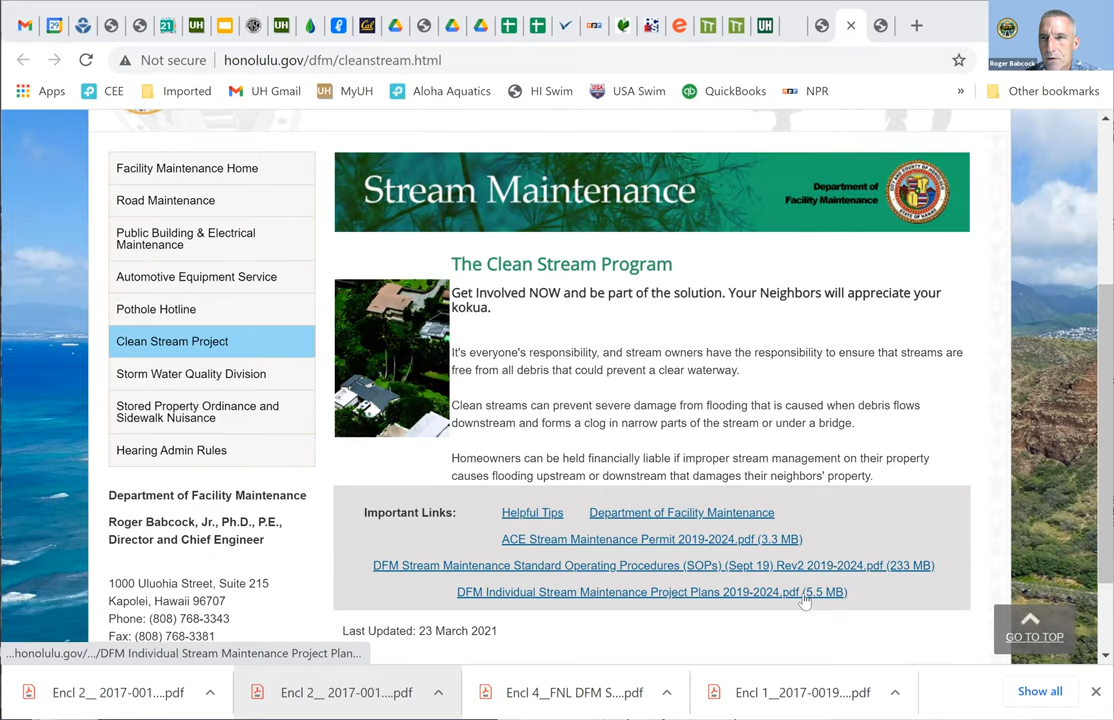 Not secure
honolulu.gov/dfm/cleanstream.html
Roger Babcock
Apps
CEE
Imported
UH Gmail
MyUH
Aloha Aquatics
HI Swim
USA Swim
QuickBooks
NPR
»
Other bookmarks
Facility Maintenance Home
Road Maintenance
Public Building & Electrical
Maintenance
Automotive Equipment Service
Pothole Hotline
Clean Stream Project
Storm Water Quality Division
Stored Property Ordinance and
Sidewalk Nuisance
Hearing Admin Rules
Department of Facility Maintenance
Roger Babcock, Jr., Ph.D., P.E.,
Director and Chief Engineer
1000 Uluohia Street, Suite 215
Kapolei, Hawaii 96707
Phone: (808) 768-3343
Fax: (808) 768-3381
Stream Maintenance
Department of
Facility Maintenance
The Clean Stream Program
Get Involved NOW and be part of the solution. Your Neighbors will appreciate your
kokua.
It's everyone's responsibility, and stream owners have the responsibility to ensure that streams are
free from all debris that could prevent a clear waterway.
Clean streams can prevent severe damage from flooding that is caused when debris flows
downstream and forms a clog in narrow parts of the stream or under a bridge.
Homeowners can be held financially liable if improper stream management on their property
causes flooding upstream or downstream that damages their neighbors' property.
Important Links: Helpful Tips Department of Facility Maintenance
ACE Stream Maintenance Permit 2019-2024.pdf (3.3 MB)
DFM Stream Maintenance Standard Operating Procedures (SOPs) (Sept 19) Rev2 2019-2024.pdf (233 MB)
DFM Individual Stream Maintenance Project Plans 2019-2024.pdf (5.5 MB)
Last Updated: 23 March 2021
GO TO TOP
...honolulu.gov/.../DFM Individual Stream Maintenance Project Plan...
Encl 2__ 2017-001....pdf
Encl 2__ 2017-001....pdf
Encl 4__FNL DFM S....pdf
Encl 1__2017-0019....pdf
Show all